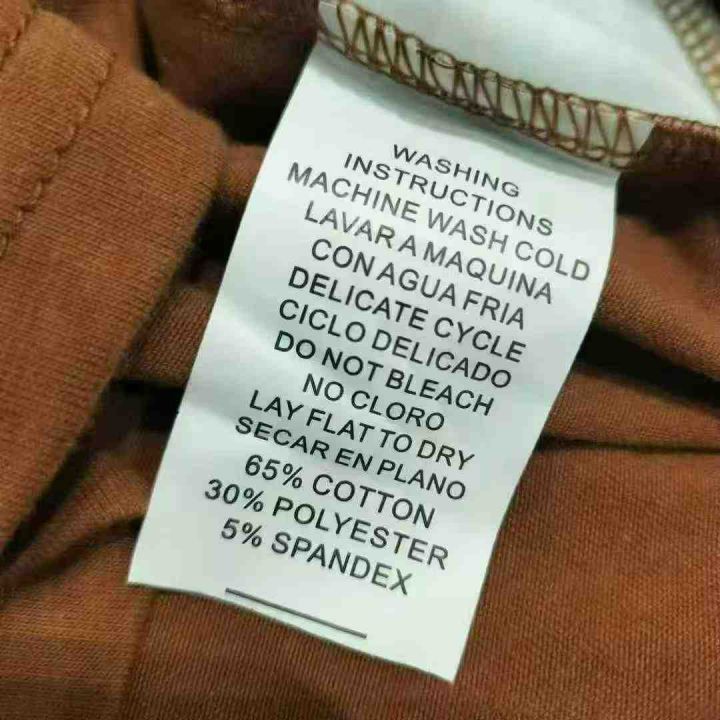 WASHING
INSTRUCTIONS
MACHINE WASH COLD
LAVAR A MAQUINA
CON AGUA FRIA
DELICATE CYCLE
CICLO DELICADO
DO NOT BLEACH
NO CLORO
LAY FLAT TO DRY
SECAR EN PLANO
65% COTTON
30% POLYESTER
5% SPANDEX